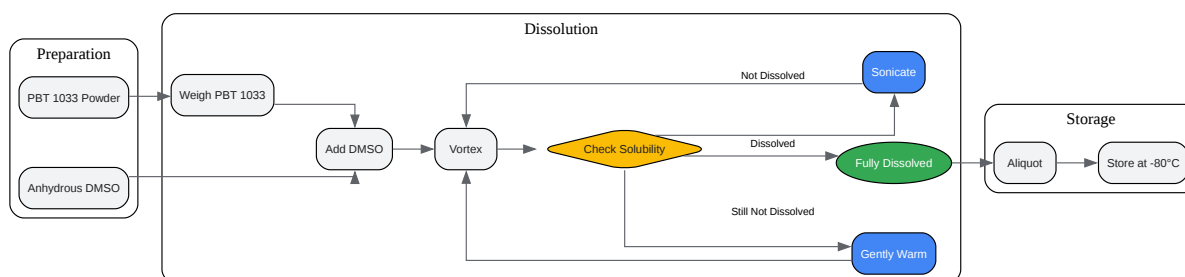 Preparation
PBT 1033 Powder
Anhydrous DMSO
Dissolution
Weigh PBT 1033
Add DMSO
Vortex
Check Solubility
Not Dissolved
Sonicate
Dissolved
Fully Dissolved
Still Not Dissolved
Gently Warm
Storage
Aliquot
Store at -80°C